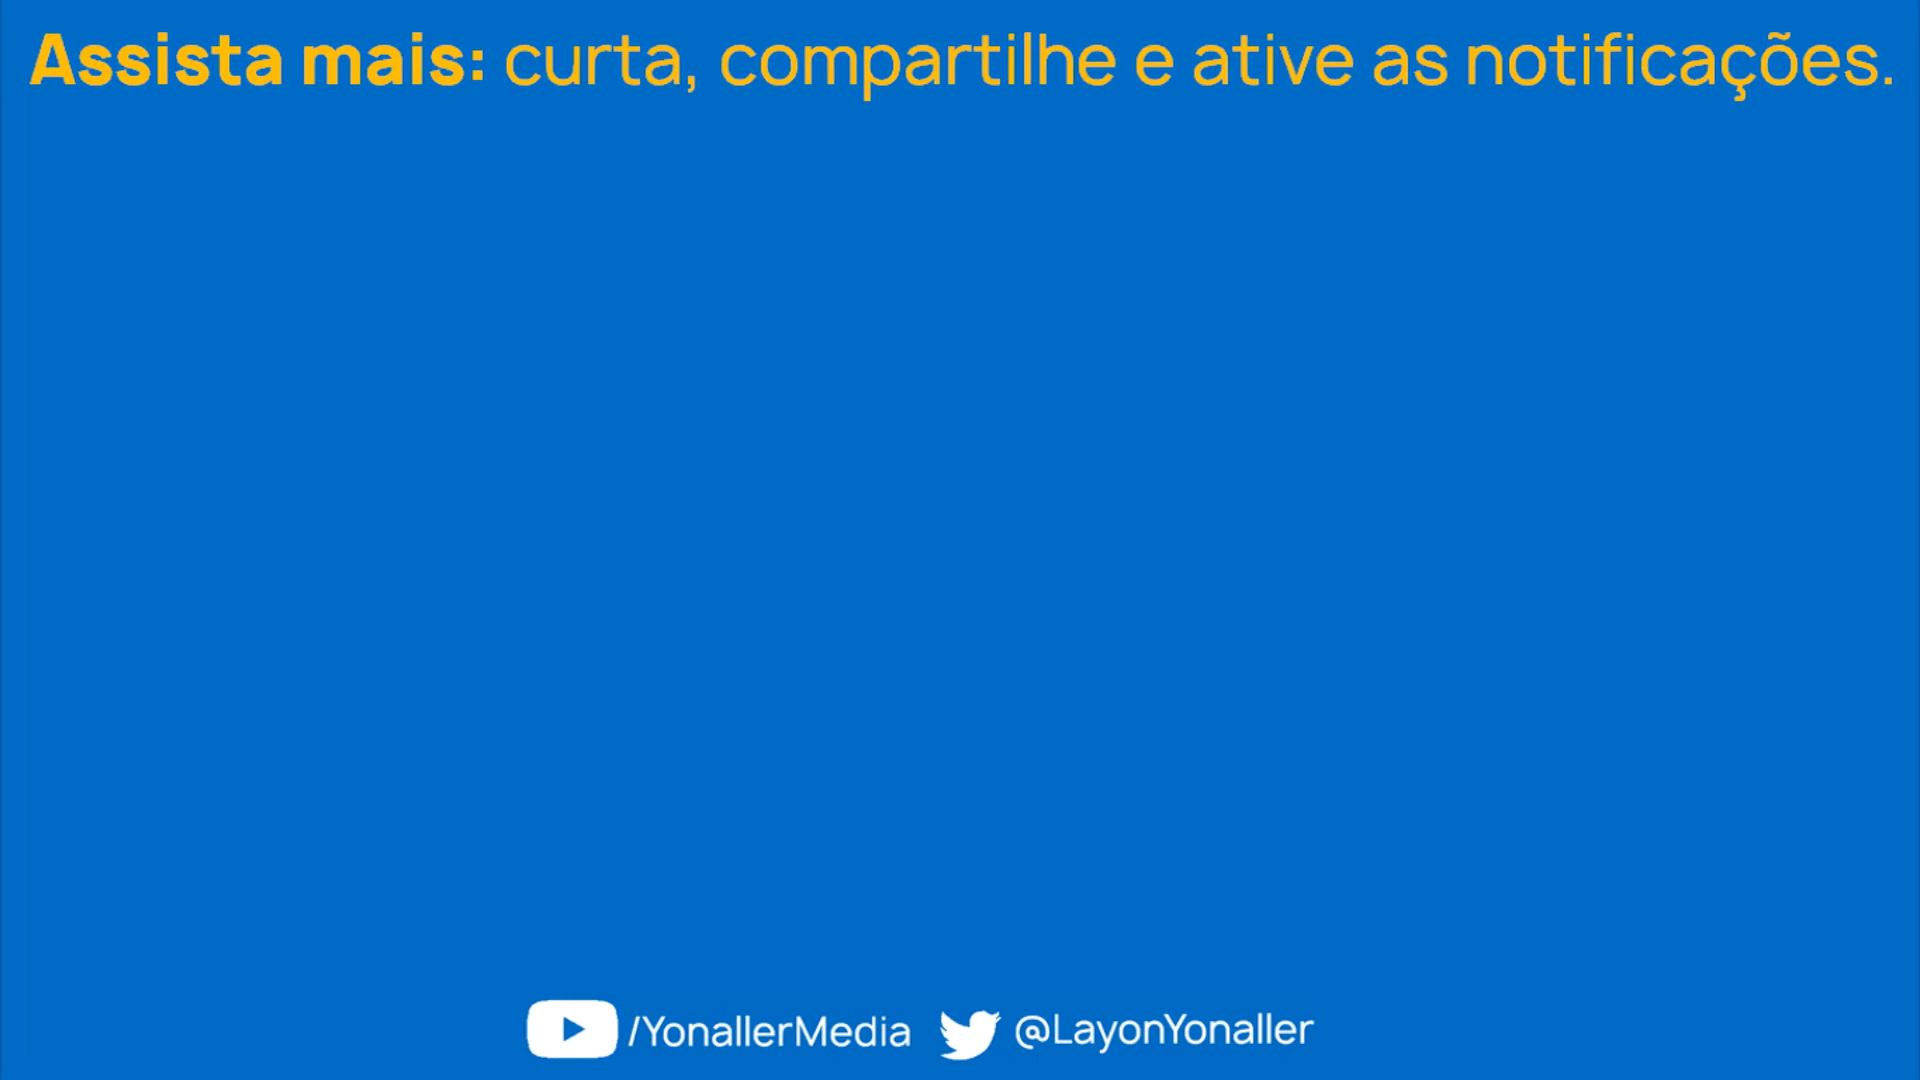 Assista mais: curta, compartilhe e ative as notificações.
/YonallerMedia @LayonYonaller